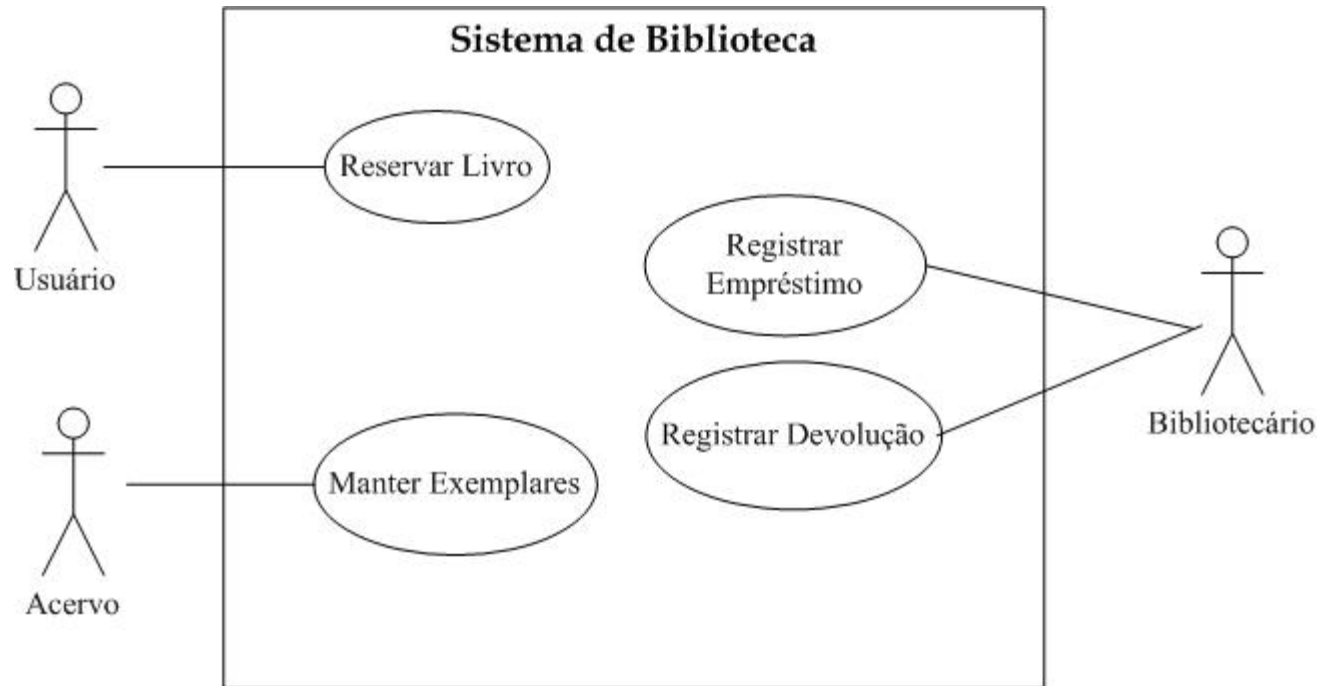 Sistema de Biblioteca
Reservar Livro
Usuário
Registrar
Empréstimo
Registrar Devolução
Bibliotecário
Manter Exemplares
Acervo